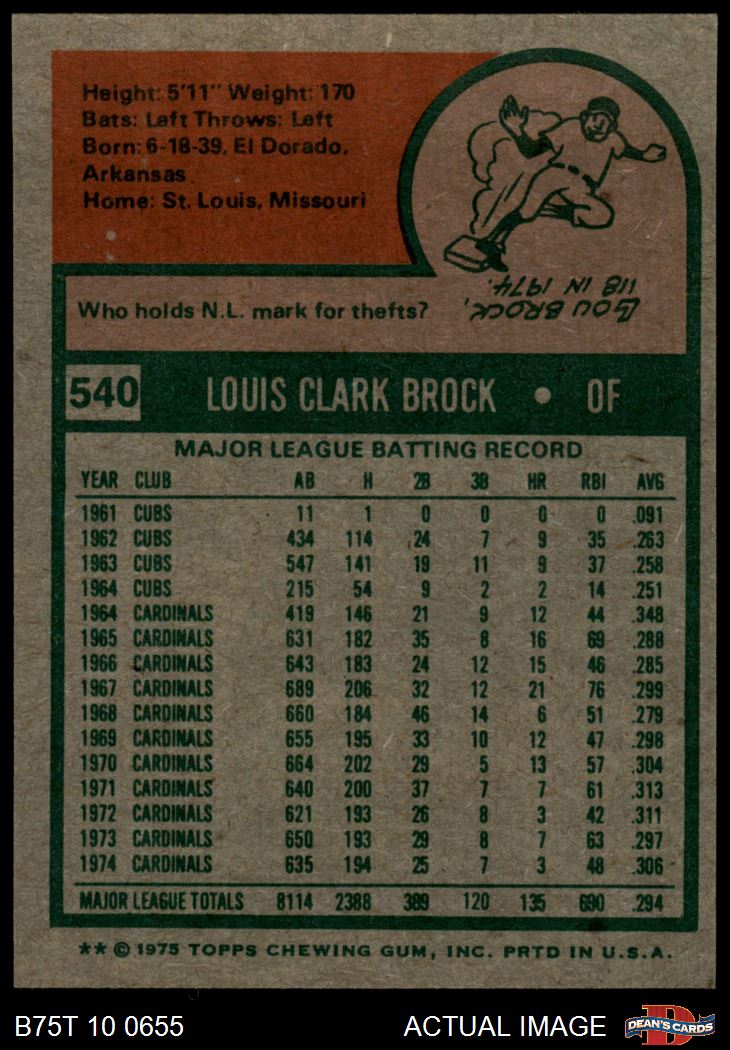 Height: 5'11" Weight: 170
Bats: Left Throws: Left
Born: 6-18-39, El Dorado,
Arkansas
Home: St. Louis, Missouri
Who holds N.L. mark for thefts?
LOU BROCK,
118 IN 1974.
540 LOUIS CLARK BROCK • OF
MAJOR LEAGUE BATTING RECORD
YEAR CLUB AB H 2B 3B HR RBI AVG
1961 CUBS 11 1 0 0 0 0 .091
1962 CUBS 434 114 24 7 9 35 .263
1963 CUBS 547 141 19 11 9 37 .258
1964 CUBS 215 54 9 2 2 14 .251
1964 CARDINALS 419 146 21 9 12 44 .348
1965 CARDINALS 631 182 35 8 16 69 .288
1966 CARDINALS 643 183 24 12 15 46 .285
1967 CARDINALS 689 206 32 12 21 76 .299
1968 CARDINALS 660 184 46 14 6 51 .279
1969 CARDINALS 655 195 33 10 12 47 .298
1970 CARDINALS 664 202 29 5 13 57 .304
1971 CARDINALS 640 200 37 7 7 61 .313
1972 CARDINALS 621 193 26 8 3 42 .311
1973 CARDINALS 650 193 29 8 7 63 .297
1974 CARDINALS 635 194 25 7 3 48 .306
MAJOR LEAGUE TOTALS 8114 2388 389 120 135 690 .294
** © 1975 TOPPS CHEWING GUM, INC. PRTD IN U.S.A.
B75T 10 0655 ACTUAL IMAGE D DEAN'S CARDS